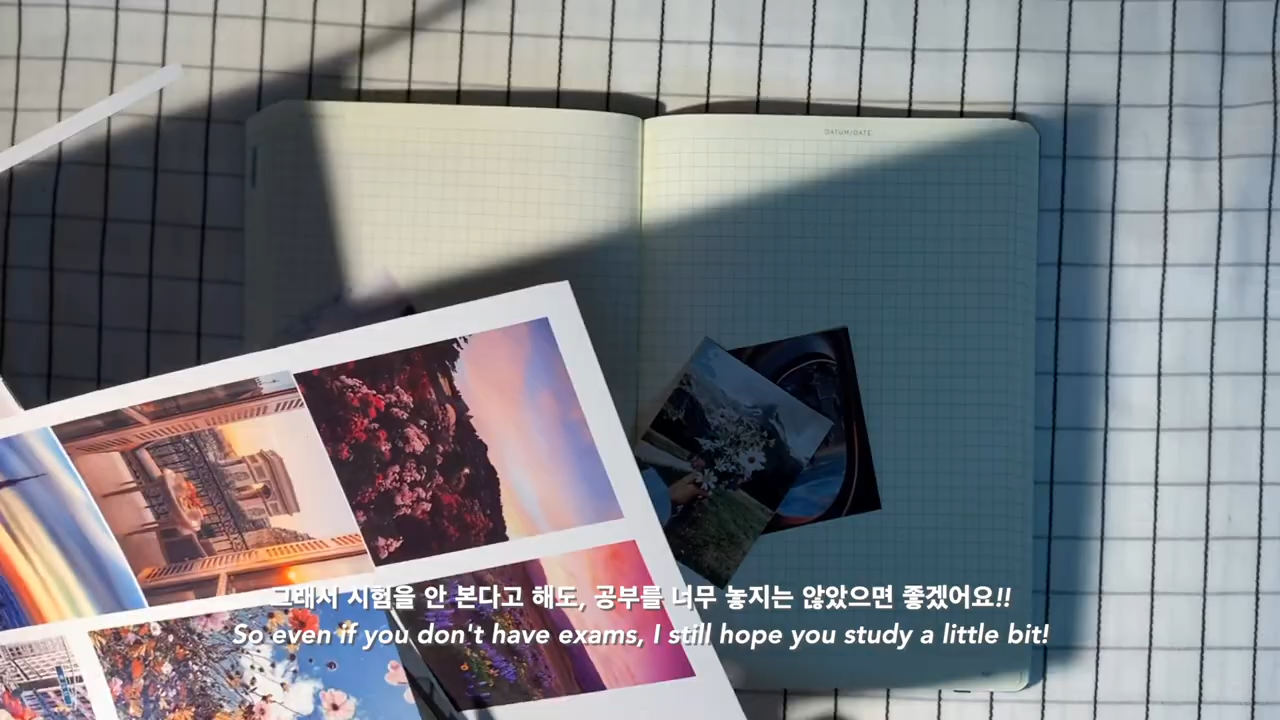 DATUM/DATE:
그래서 시험을 안 본다고 해도, 공부를 너무 놓지는 않았으면 좋겠어요!!
So even if you don't have exams, I still hope you study a little bit!